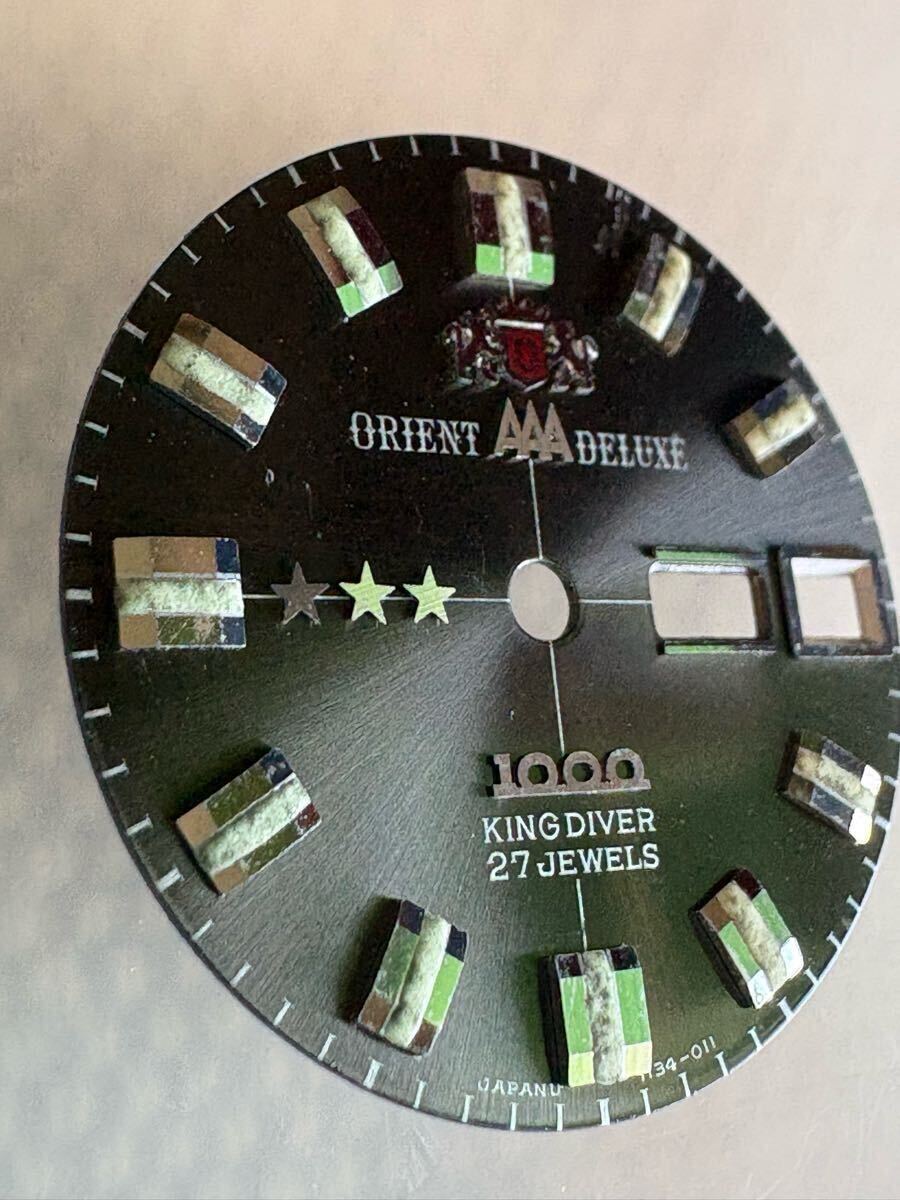 ORIENT AAA DELUXE
1000
KING DIVER
27 JEWELS
JAPAN 134-011